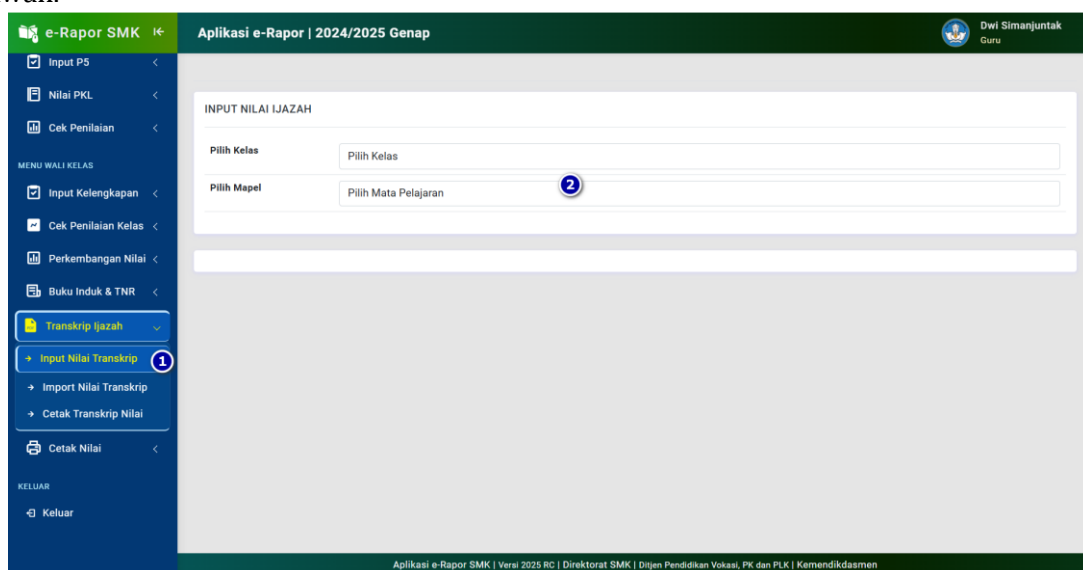 e-Rapor SMK
Aplikasi e-Rapor | 2024/2025 Genap
Dwi Simanjuntak
Guru
Input P5
Nilai PKL
Cek Penilaian
MENU WALI KELAS
Input Kelengkapan
Cek Penilaian Kelas
Perkembangan Nilai
Buku Induk & TNR
Transkrip Ijazah
Input Nilai Transkrip
1
Import Nilai Transkrip
Cetak Transkrip Nilai
Cetak Nilai
KELUAR
Keluar
INPUT NILAI IJAZAH
Pilih Kelas
Pilih Kelas
Pilih Mapel
Pilih Mata Pelajaran
2
Aplikasi e-Rapor SMK | Versi 2025 RC | Direktorat SMK | Ditjen Pendidikan Vokasi, PK dan PLK | Kemendikdasmen